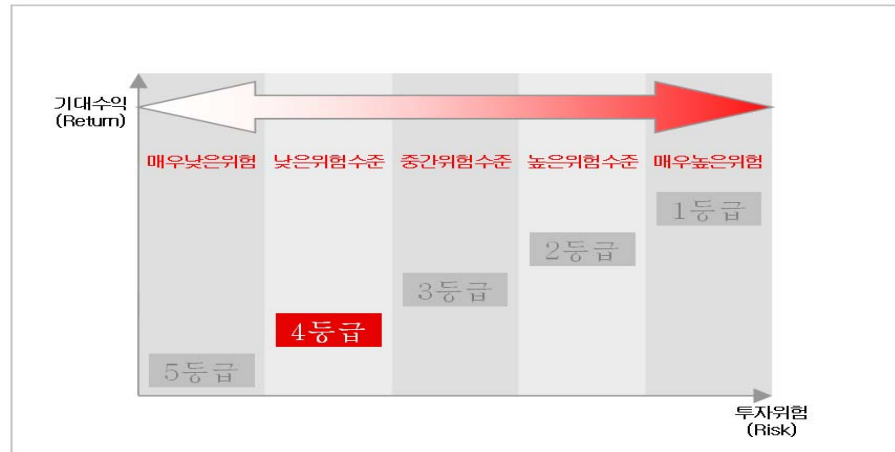 기대수익
(Return)
매우낮은위험 낮은위험수준 중간위험수준 높은위험수준 매우높은위험
1등급
2등급
3등급
4등급
5등급
투자위험
(Risk)